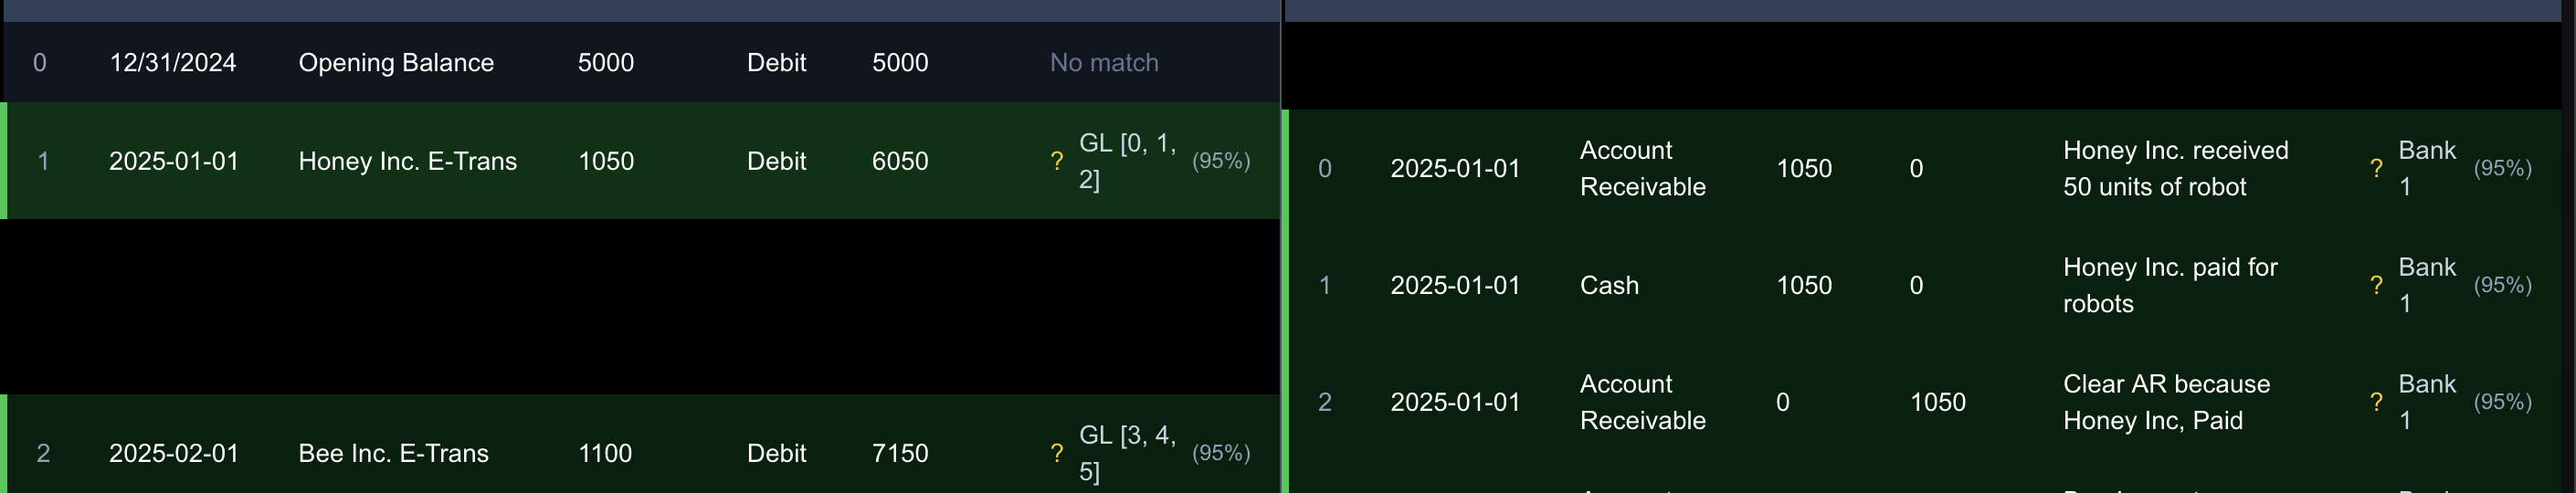 0 12/31/2024 Opening Balance 5000 Debit 5000 No match
1 2025-01-01 Honey Inc. E-Trans 1050 Debit 6050 ? GL [0, 1, (95%)
2]
2 2025-02-01 Bee Inc. E-Trans 1100 Debit 7150 ? GL [3, 4, (95%)
5]
0 2025-01-01 Account 1050 0 Honey Inc. received ? Bank (95%)
Receivable 50 units of robot 1
1 2025-01-01 Cash 1050 0 Honey Inc. paid for ? Bank (95%)
robots 1
2 2025-01-01 Account 0 1050 Clear AR because ? Bank (95%)
Receivable Honey Inc, Paid 1